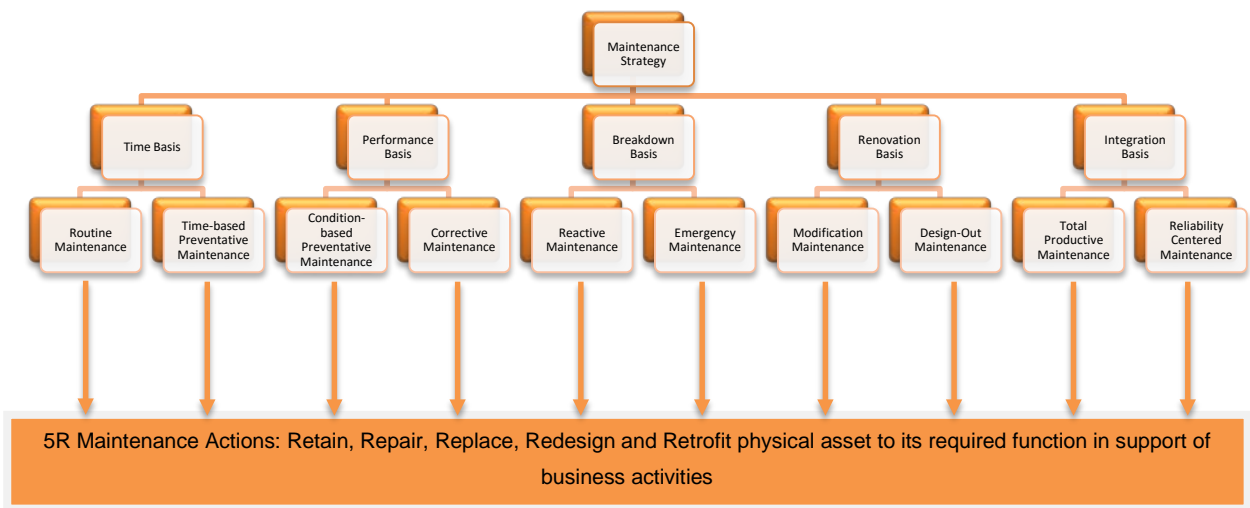 Maintenance
Strategy
Time Basis
Performance
Basis
Breakdown
Basis
Renovation
Basis
Integration
Basis
Routine
Maintenance
Time-based
Preventative
Maintenance
Condition-
based
Preventative
Maintenance
Corrective
Maintenance
Reactive
Maintenance
Emergency
Maintenance
Modification
Maintenance
Design-Out
Maintenance
Total
Productive
Maintenance
Reliability
Centered
Maintenance
5R Maintenance Actions: Retain, Repair, Replace, Redesign and Retrofit physical asset to its required function in support of
business activities